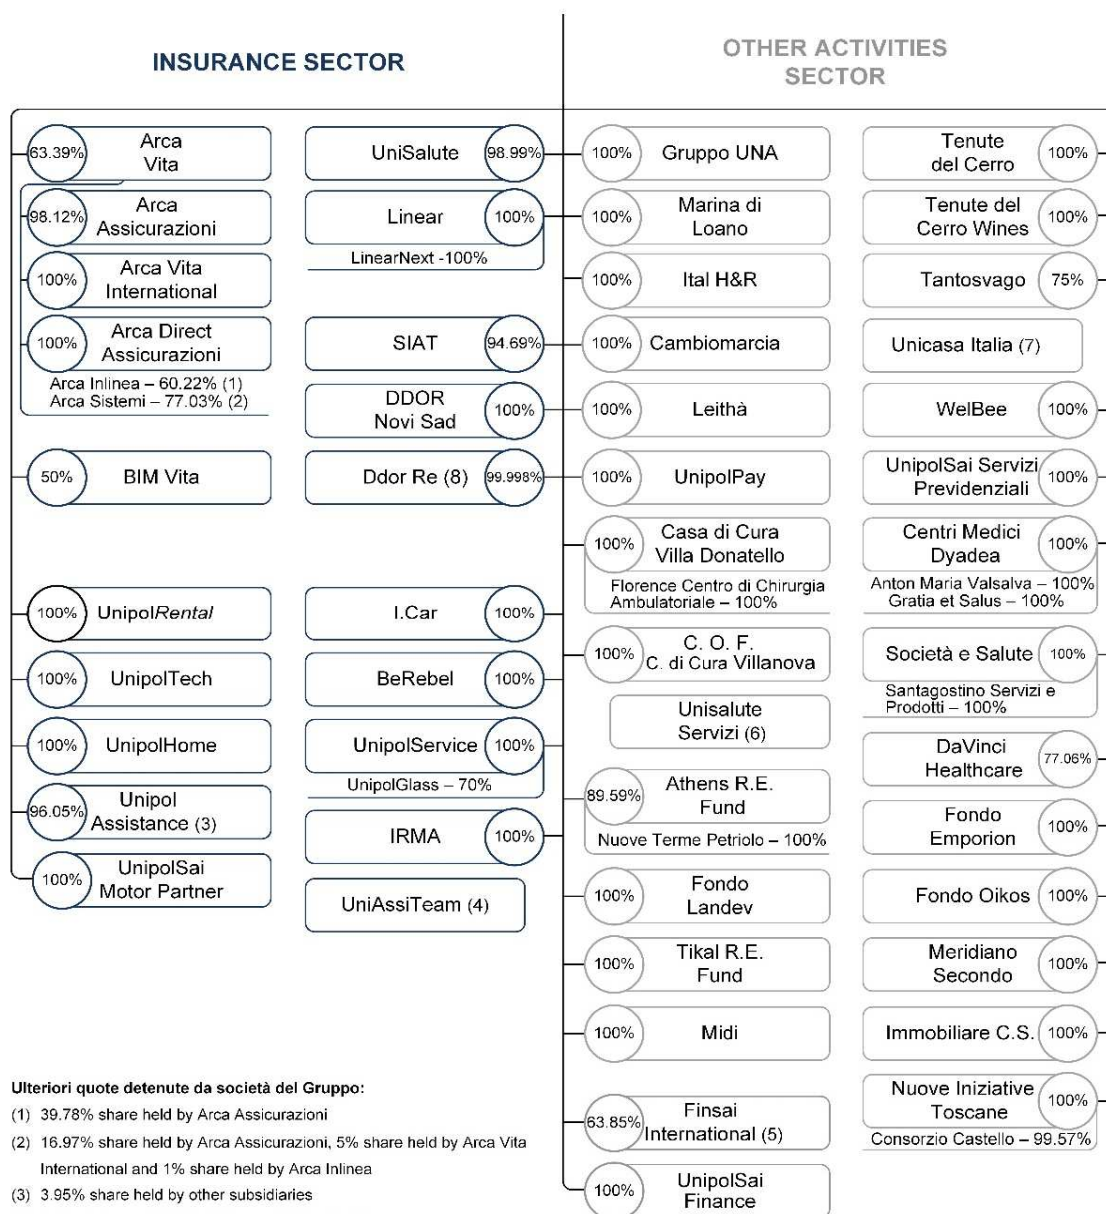 INSURANCE SECTOR
63.39%
Arca
Vita
98.12%
Arca
Assicurazioni
100%
Arca Vita
International
100%
Arca Direct
Assicurazioni
Arca Inlinea – 60.22% (1)
Arca Sistemi – 77.03% (2)
50%
BIM Vita
100%
UnipolRental
100%
UnipolTech
100%
UnipolHome
96.05%
Unipol
Assistance (3)
100%
UnipolSai
Motor Partner
UniSalute
98.99%
Linear
100%
LinearNext -100%
SIAT
94.69%
DDOR
Novi Sad
100%
Ddor Re (8)
99.998%
I.Car
100%
BeRebel
100%
UnipolService
100%
UnipolGlass – 70%
IRMA
100%
UniAssiTeam (4)
OTHER ACTIVITIES
SECTOR
100%
Gruppo UNA
100%
Marina di
Loano
100%
Ital H&R
100%
Cambiomarcia
100%
Leithà
100%
UnipolPay
100%
Casa di Cura
Villa Donatello
Florence Centro di Chirurgia
Ambulatoriale – 100%
100%
C. O. F.
C. di Cura Villanova
Unisalute
Servizi (6)
89.59%
Athens R.E.
Fund
Nuove Terme Petriolo – 100%
100%
Fondo
Landev
100%
Tikal R.E.
Fund
100%
Midi
63.85%
Finsai
International (5)
100%
UnipolSai
Finance
Tenute
del Cerro
100%
Tenute del
Cerro Wines
100%
Tantosvago
75%
Unicasa Italia (7)
WelBee
100%
UnipolSai Servizi
Previdenziali
100%
Centri Medici
Dyadea
100%
Anton Maria Valsalva – 100%
Gratia et Salus – 100%
Società e Salute
100%
Santagostino Servizi e
Prodotti – 100%
DaVinci
Healthcare
77.06%
Fondo
Emporion
100%
Fondo Oikos
100%
Meridiano
Secondo
100%
Immobiliare C.S.
100%
Nuove Iniziative
Toscane
100%
Consorzio Castello – 99.57%
Ulteriori quote detenute da società del Gruppo:
(1) 39.78% share held by Arca Assicurazioni
(2) 16.97% share held by Arca Assicurazioni, 5% share held by Arca Vita
International and 1% share held by Arca Inlinea
(3) 3.95% share held by other subsidiaries